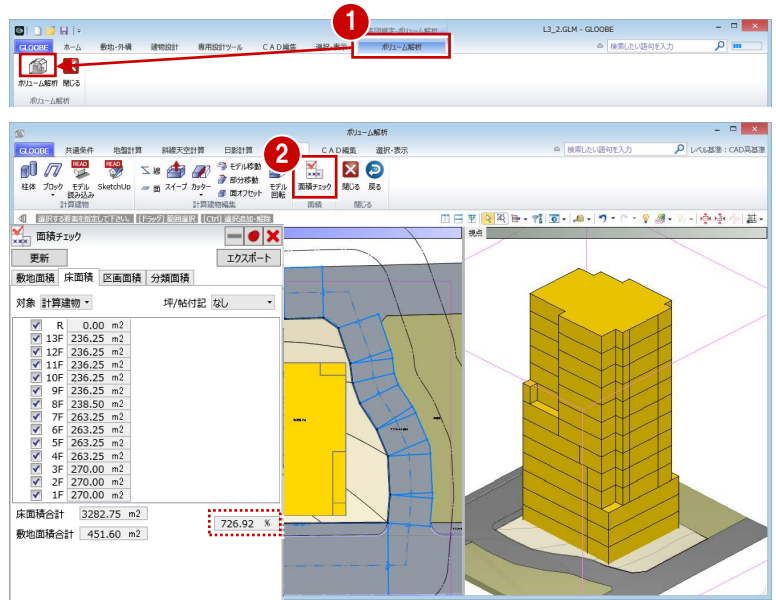 1
素図規定・ボリューム解析
L3_2.GLM - GLOOBE
GLOOBE ホーム 敷地・外構 建物設計 専用設計ツール CAD編集 選択・表示 ボリューム解析
検索したい語句を入力
ボリューム解析 閉じる
ボリューム解析
ボリューム解析
GLOOBE 共通条件 地盤計算 斜線天空計算 日影計算 CAD編集 選択・表示
検索したい語句を入力 レベル基準:CAD高基準
2
READ READ
柱体 ブロック モデル読み込み SketchUp
線 面 スイープ カッター
モデル移動
部分移動
面オフセット
モデル回転 面積チェック 閉じる 戻る
計算建物 計算建物編集 面積 閉じる
選択する要素を指定して下さい。 [ドラッグ] 範囲選択 [Ctrl] 選択追加・解除
面積チェック
視点
更新 エクスポート
敷地面積 床面積 区画面積 分類面積
対象 計算建物 坪/帖付記 なし
R 0.00 m2
13F 236.25 m2
12F 236.25 m2
11F 236.25 m2
10F 236.25 m2
9F 236.25 m2
8F 238.50 m2
7F 263.25 m2
6F 263.25 m2
5F 263.25 m2
4F 263.25 m2
3F 270.00 m2
2F 270.00 m2
1F 270.00 m2
床面積合計 3282.75 m2
726.92 %
敷地面積合計 451.60 m2